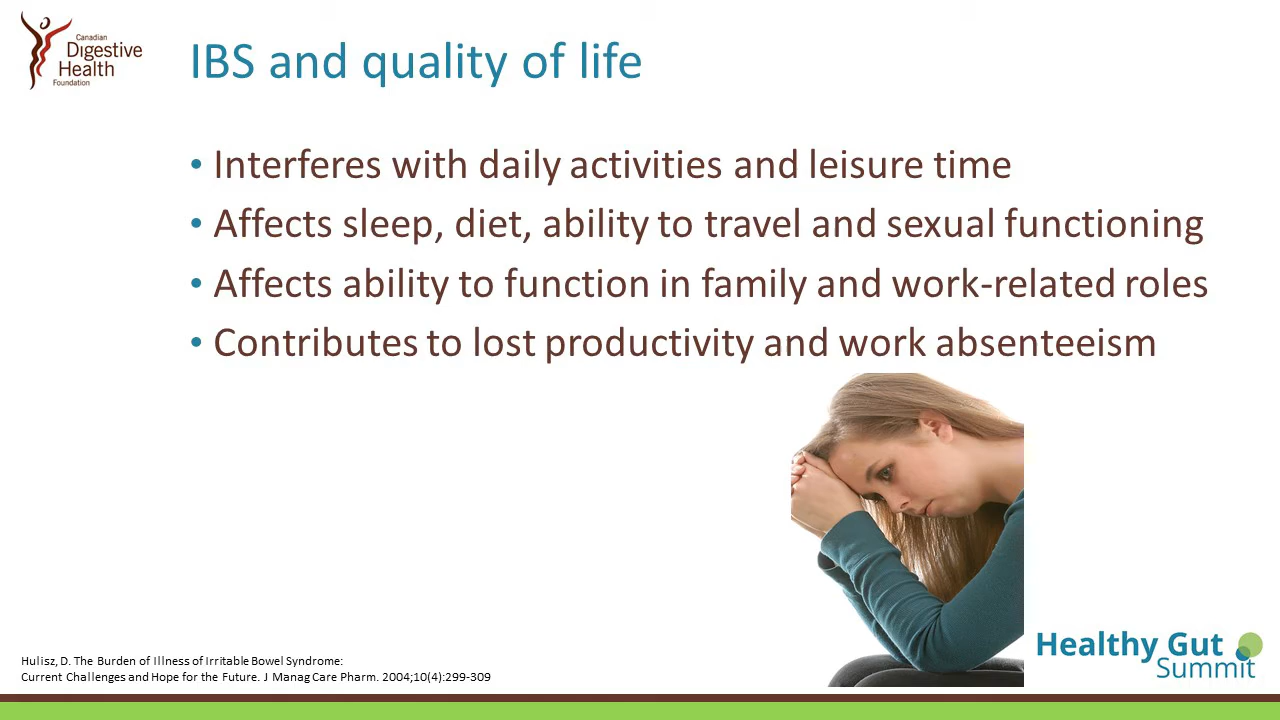 Canadian
Digestive
Health
Foundation
IBS and quality of life
• Interferes with daily activities and leisure time
• Affects sleep, diet, ability to travel and sexual functioning
• Affects ability to function in family and work-related roles
• Contributes to lost productivity and work absenteeism
Hulisz, D. The Burden of Illness of Irritable Bowel Syndrome:
Current Challenges and Hope for the Future. J Manag Care Pharm. 2004;10(4):299-309
Healthy Gut
Summit